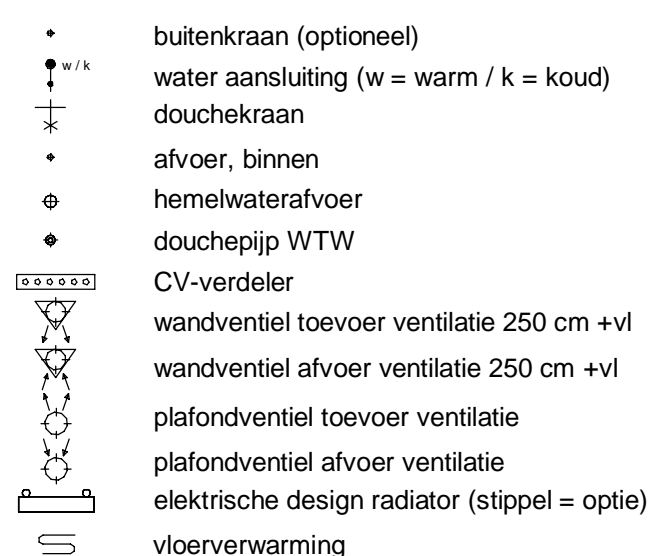 buitenkraan (optioneel)
w / k water aansluiting (w = warm / k = koud)
douchekraan
afvoer, binnen
hemelwaterafvoer
douchepijp WTW
CV-verdeler
wandventiel toevoer ventilatie 250 cm +vl
wandventiel afvoer ventilatie 250 cm +vl
plafondventiel toevoer ventilatie
plafondventiel afvoer ventilatie
elektrische design radiator (stippel = optie)
vloerverwarming